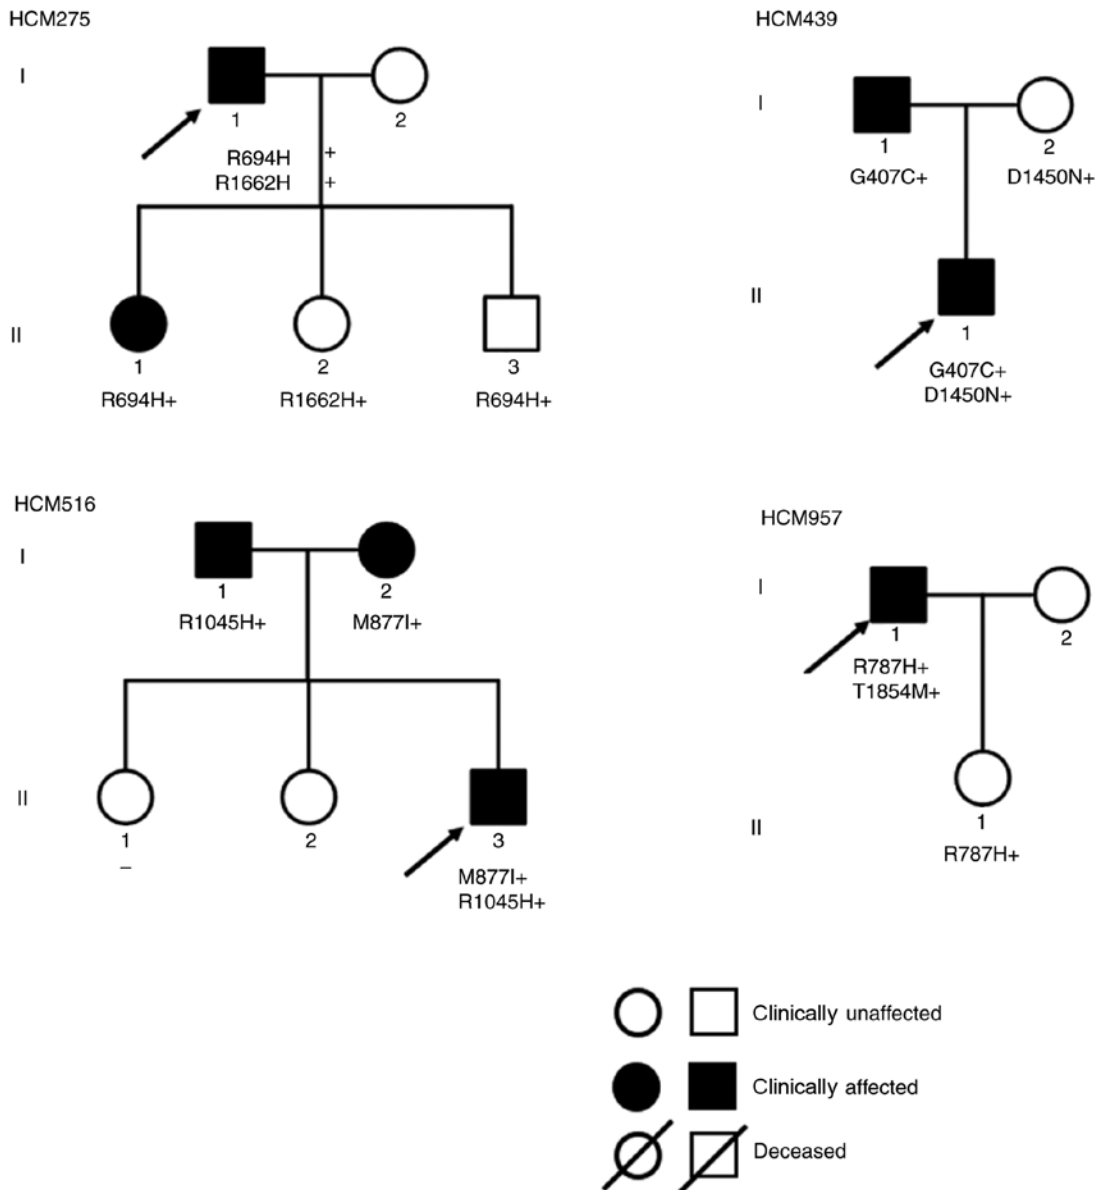 HCM275
I
1
2
R694H +
R1662H +
II
1
2
3
R694H+
R1662H+
R694H+
HCM439
I
1
2
G407C+
D1450N+
II
1
G407C+
D1450N+
HCM516
I
1
2
R1045H+
M877I+
II
1
2
3
–
M877I+
R1045H+
HCM957
I
1
2
R787H+
T1854M+
II
1
R787H+
Clinically unaffected
Clinically affected
Deceased